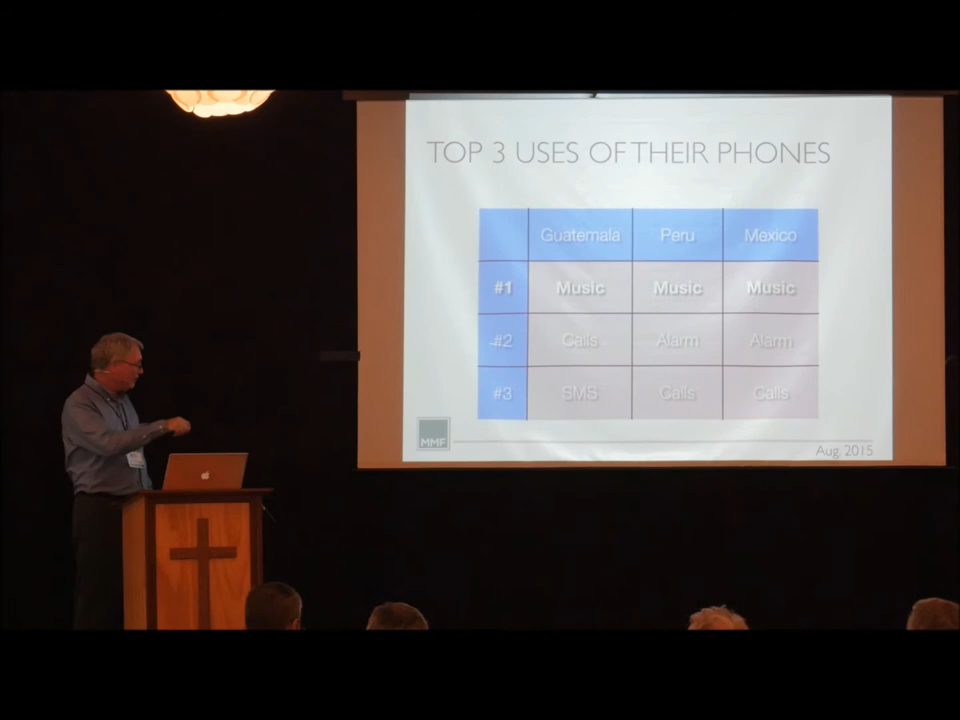 TOP 3 USES OF THEIR PHONES
Guatemala Peru Mexico
#1 Music Music Music
#2 Calls Alarm Alarm
#3 SMS Calls Calls
MMF
Aug. 2015